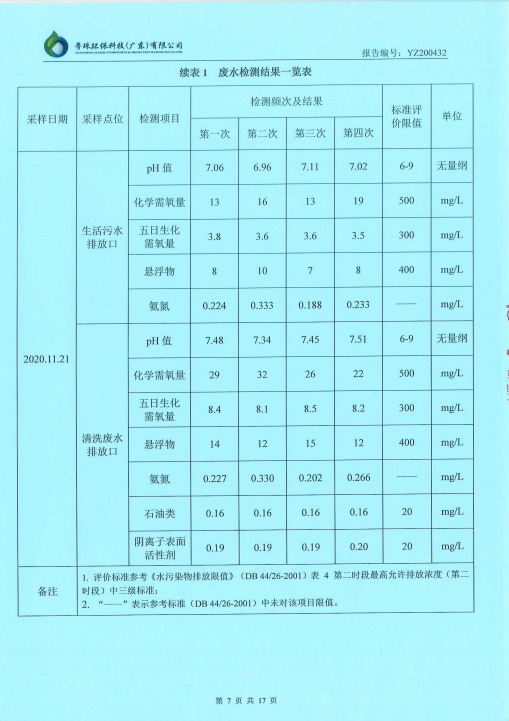 粤珠环保科技(广东)有限公司
报告编号：YZ200432
续表 1 废水检测结果一览表
采样日期 采样点位 检测项目 检测频次及结果 标准评价限值 单位
第一次 第二次 第三次 第四次
2020.11.21
生活污水排放口
pH 值 7.06 6.96 7.11 7.02 6-9 无量纲
化学需氧量 13 16 13 19 500 mg/L
五日生化需氧量 3.8 3.6 3.6 3.5 300 mg/L
悬浮物 8 10 7 8 400 mg/L
氨氮 0.224 0.333 0.188 0.233 —— mg/L
清洗废水排放口
pH 值 7.48 7.34 7.45 7.51 6-9 无量纲
化学需氧量 29 32 26 22 500 mg/L
五日生化需氧量 8.4 8.1 8.5 8.2 300 mg/L
悬浮物 14 12 15 12 400 mg/L
氨氮 0.227 0.330 0.202 0.266 —— mg/L
石油类 0.16 0.16 0.16 0.16 20 mg/L
阴离子表面活性剂 0.19 0.19 0.19 0.20 20 mg/L
备注
1. 评价标准参考《水污染物排放限值》（DB 44/26-2001）表 4 第二时段最高允许排放浓度（第二
时段）中三级标准；
2. “——”表示参考标准（DB 44/26-2001）中未对该项目限值。
第 7 页 共 17 页